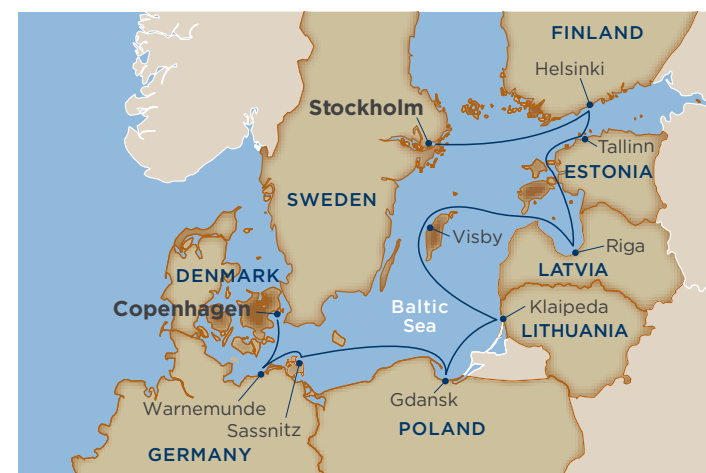 FINLAND
Helsinki
Stockholm
Tallinn
ESTONIA
SWEDEN
Visby
Riga
LATVIA
DENMARK
Copenhagen
Baltic
Sea
Klaipeda
LITHUANIA
Warnemunde
Sassnitz
Gdansk
POLAND
GERMANY